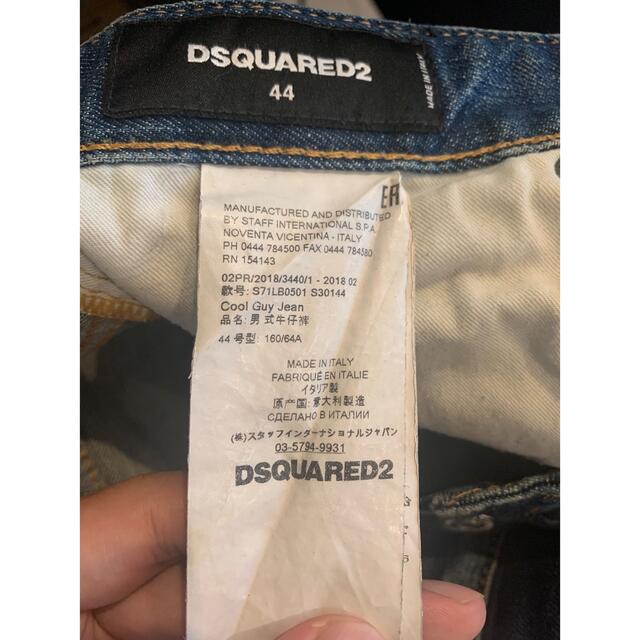 DSQUARED2
44
MADE IN ITALY
MANUFACTURED AND DISTRIBUTED
BY STAFF INTERNATIONAL S.P.A.
NOVENTA VICENTINA - ITALY
PH 0444 784500 FAX 0444 784580
RN 154143
02PR/2018/3440/1 - 2018 02
款号: S71LB0501 S30144
Cool Guy Jean
品名: 男式牛仔裤
44 号型: 160/64A
MADE IN ITALY
FABRIQUÉ EN ITALIE
イタリア製
原产国: 意大利製造
СДЕЛАНО В ИТАЛИИ
(株)スタッフインターナショナルジャパン
03-5794-9931
DSQUARED2